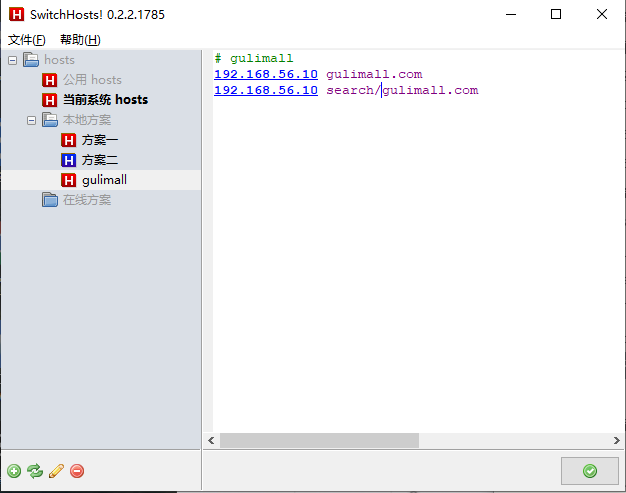 SwitchHosts! 0.2.2.1785
文件(F) 帮助(H)
hosts
公用 hosts
当前系统 hosts
本地方案
方案一
方案二
gulimall
在线方案
# gulimall
192.168.56.10 gulimall.com
192.168.56.10 search/gulimall.com